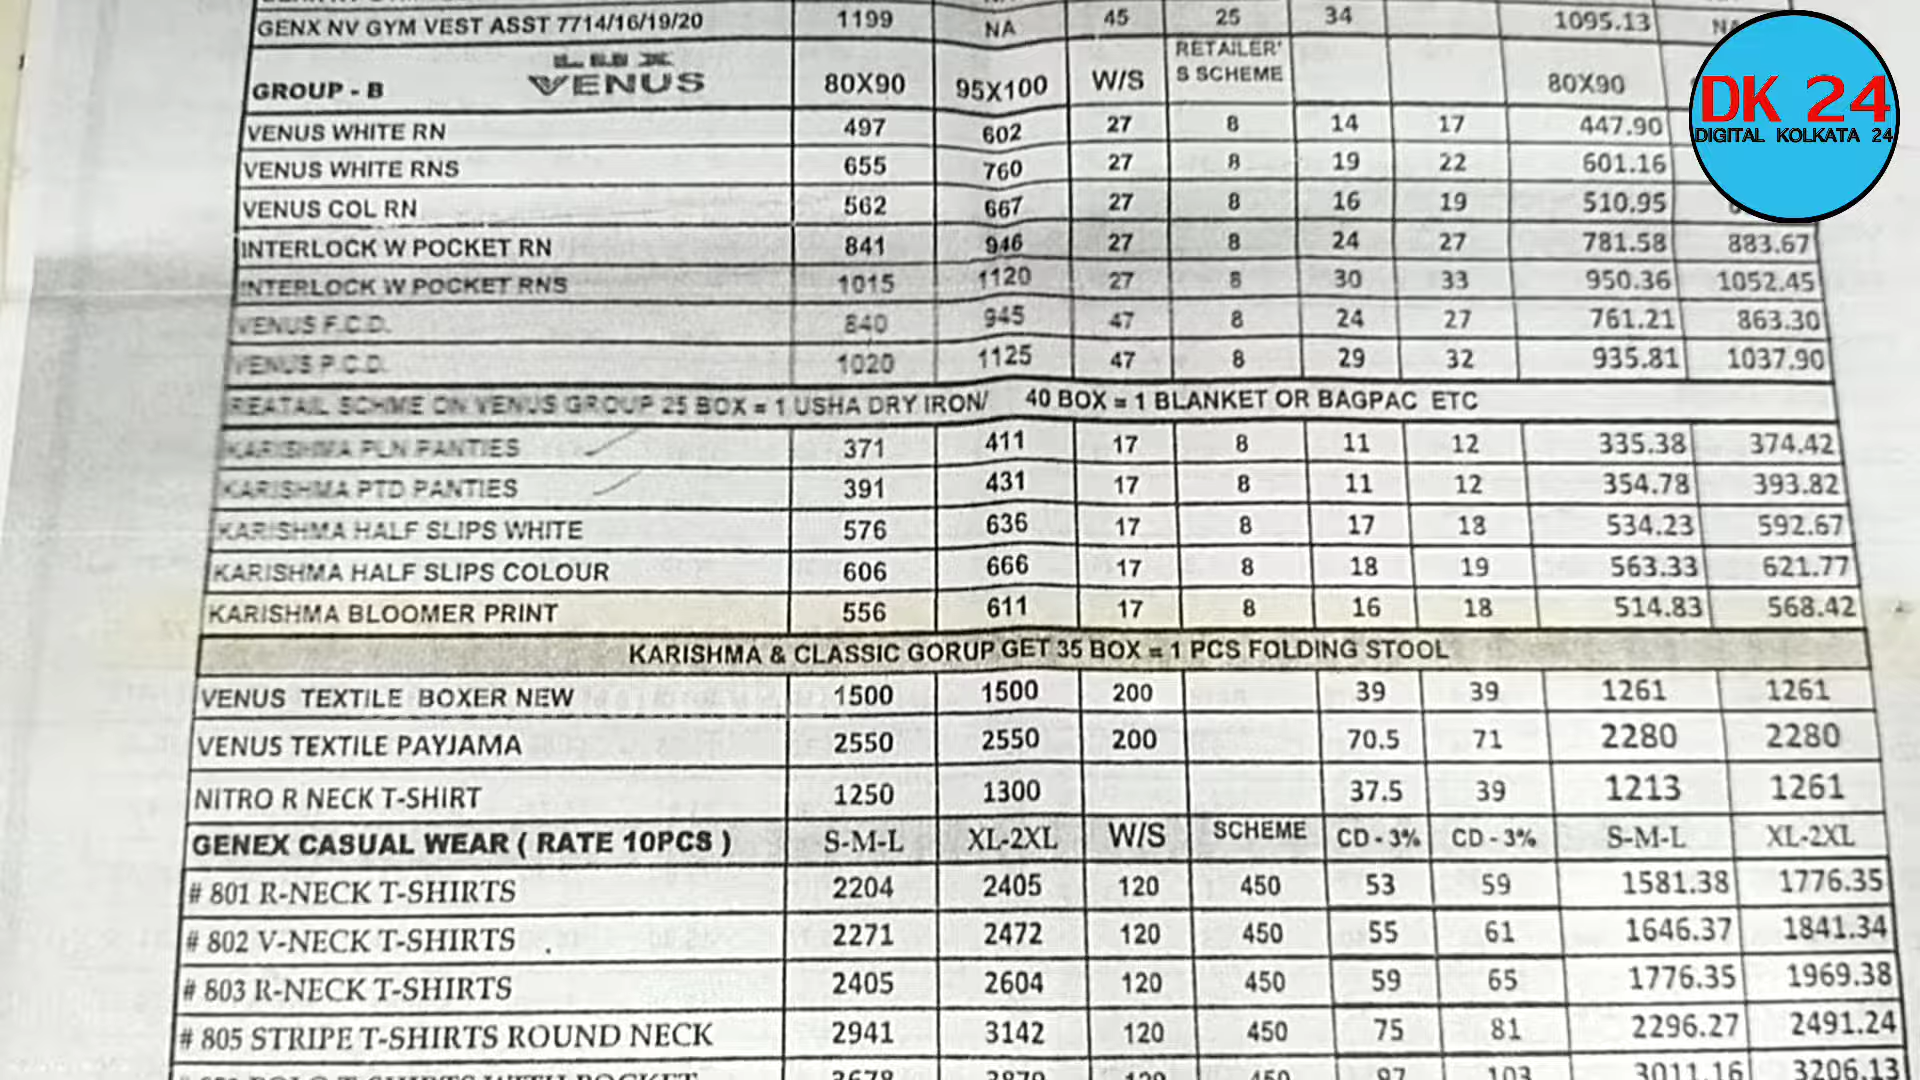 GENX NV GYM VEST ASST 7714/16/19/20 1199 NA 45 25 34 1095.13 NA
GROUP - B LUX VENUS 80X90 95X100 W/S RETAILER'S SCHEME 80X90
VENUS WHITE RN 497 602 27 8 14 17 447.90
VENUS WHITE RNS 655 760 27 8 19 22 601.16
VENUS COL RN 562 667 27 8 16 19 510.95
INTERLOCK W POCKET RN 841 946 27 8 24 27 781.58 883.67
INTERLOCK W POCKET RNS 1015 1120 27 8 30 33 950.36 1052.45
VENUS F.C.D. 840 945 47 8 24 27 761.21 863.30
VENUS P.C.D. 1020 1125 47 8 29 32 935.81 1037.90
REATAIL SCHME ON VENUS GROUP 25 BOX = 1 USHA DRY IRON/ 40 BOX = 1 BLANKET OR BAGPAC ETC
KARISHMA PLN PANTIES 371 411 17 8 11 12 335.38 374.42
KARISHMA PTD PANTIES 391 431 17 8 11 12 354.78 393.82
KARISHMA HALF SLIPS WHITE 576 636 17 8 17 18 534.23 592.67
KARISHMA HALF SLIPS COLOUR 606 666 17 8 18 19 563.33 621.77
KARISHMA BLOOMER PRINT 556 611 17 8 16 18 514.83 568.42
KARISHMA & CLASSIC GORUP GET 35 BOX = 1 PCS FOLDING STOOL
VENUS TEXTILE BOXER NEW 1500 1500 200 39 39 1261 1261
VENUS TEXTILE PAYJAMA 2550 2550 200 70.5 71 2280 2280
NITRO R NECK T-SHIRT 1250 1300 37.5 39 1213 1261
GENEX CASUAL WEAR ( RATE 10PCS ) S-M-L XL-2XL W/S SCHEME CD - 3% CD - 3% S-M-L XL-2XL
# 801 R-NECK T-SHIRTS 2204 2405 120 450 53 59 1581.38 1776.35
# 802 V-NECK T-SHIRTS 2271 2472 120 450 55 61 1646.37 1841.34
# 803 R-NECK T-SHIRTS 2405 2604 120 450 59 65 1776.35 1969.38
# 805 STRIPE T-SHIRTS ROUND NECK 2941 3142 120 450 75 81 2296.27 2491.24
3678 3879 120 450 97 103 3011.16 3206.13
DK 24
DIGITAL KOLKATA 24